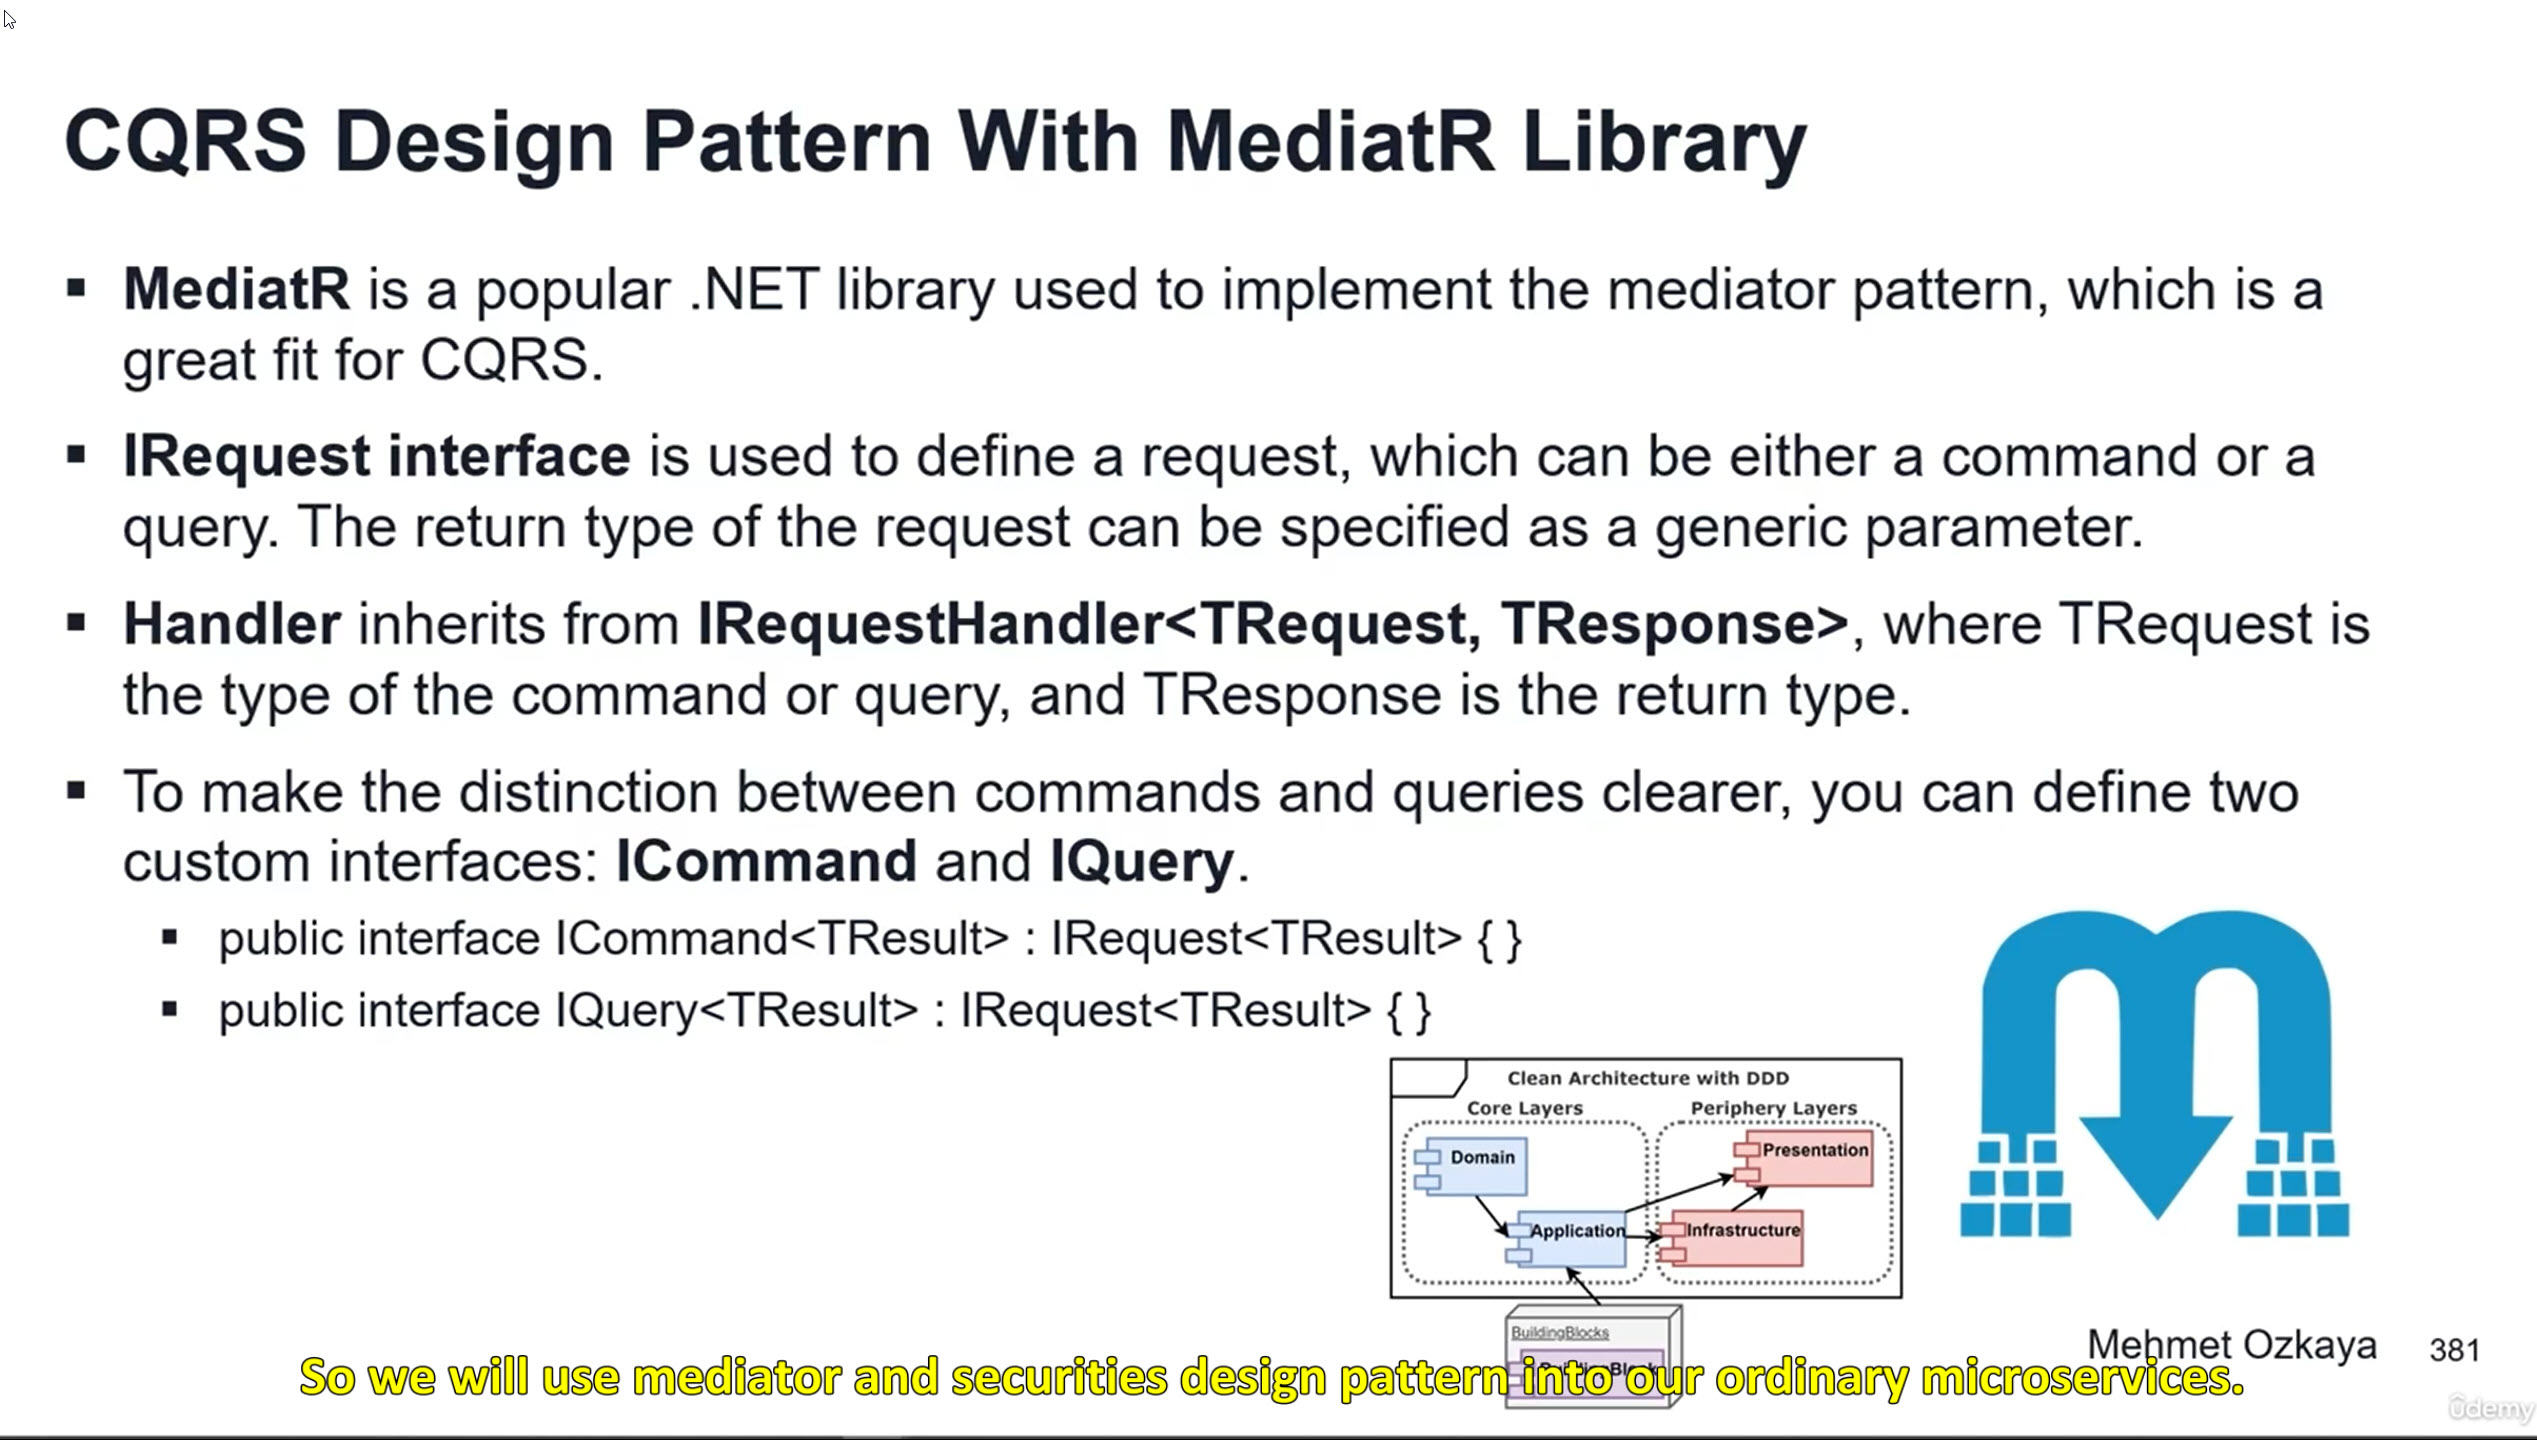 CQRS Design Pattern With MediatR Library
▪ MediatR is a popular .NET library used to implement the mediator pattern, which is a
great fit for CQRS.
▪ IRequest interface is used to define a request, which can be either a command or a
query. The return type of the request can be specified as a generic parameter.
▪ Handler inherits from IRequestHandler<TRequest, TResponse>, where TRequest is
the type of the command or query, and TResponse is the return type.
▪ To make the distinction between commands and queries clearer, you can define two
custom interfaces: ICommand and IQuery.
▪ public interface ICommand<TResult> : IRequest<TResult> { }
▪ public interface IQuery<TResult> : IRequest<TResult> { }
Clean Architecture with DDD
Core Layers
Periphery Layers
Domain
Presentation
Application
Infrastructure
BuildingBlocks
Mehmet Ozkaya
381
So we will use mediator and securities design pattern into our ordinary microservices.
ûdemy